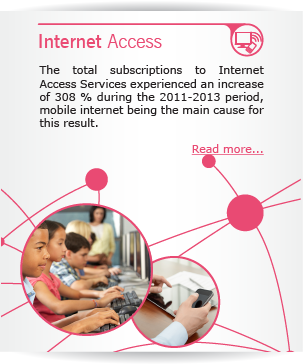 Internet Access
The total subscriptions to Internet
Access Services experienced an increase
of 308 % during the 2011-2013 period,
mobile internet being the main cause for
this result.
Read more...